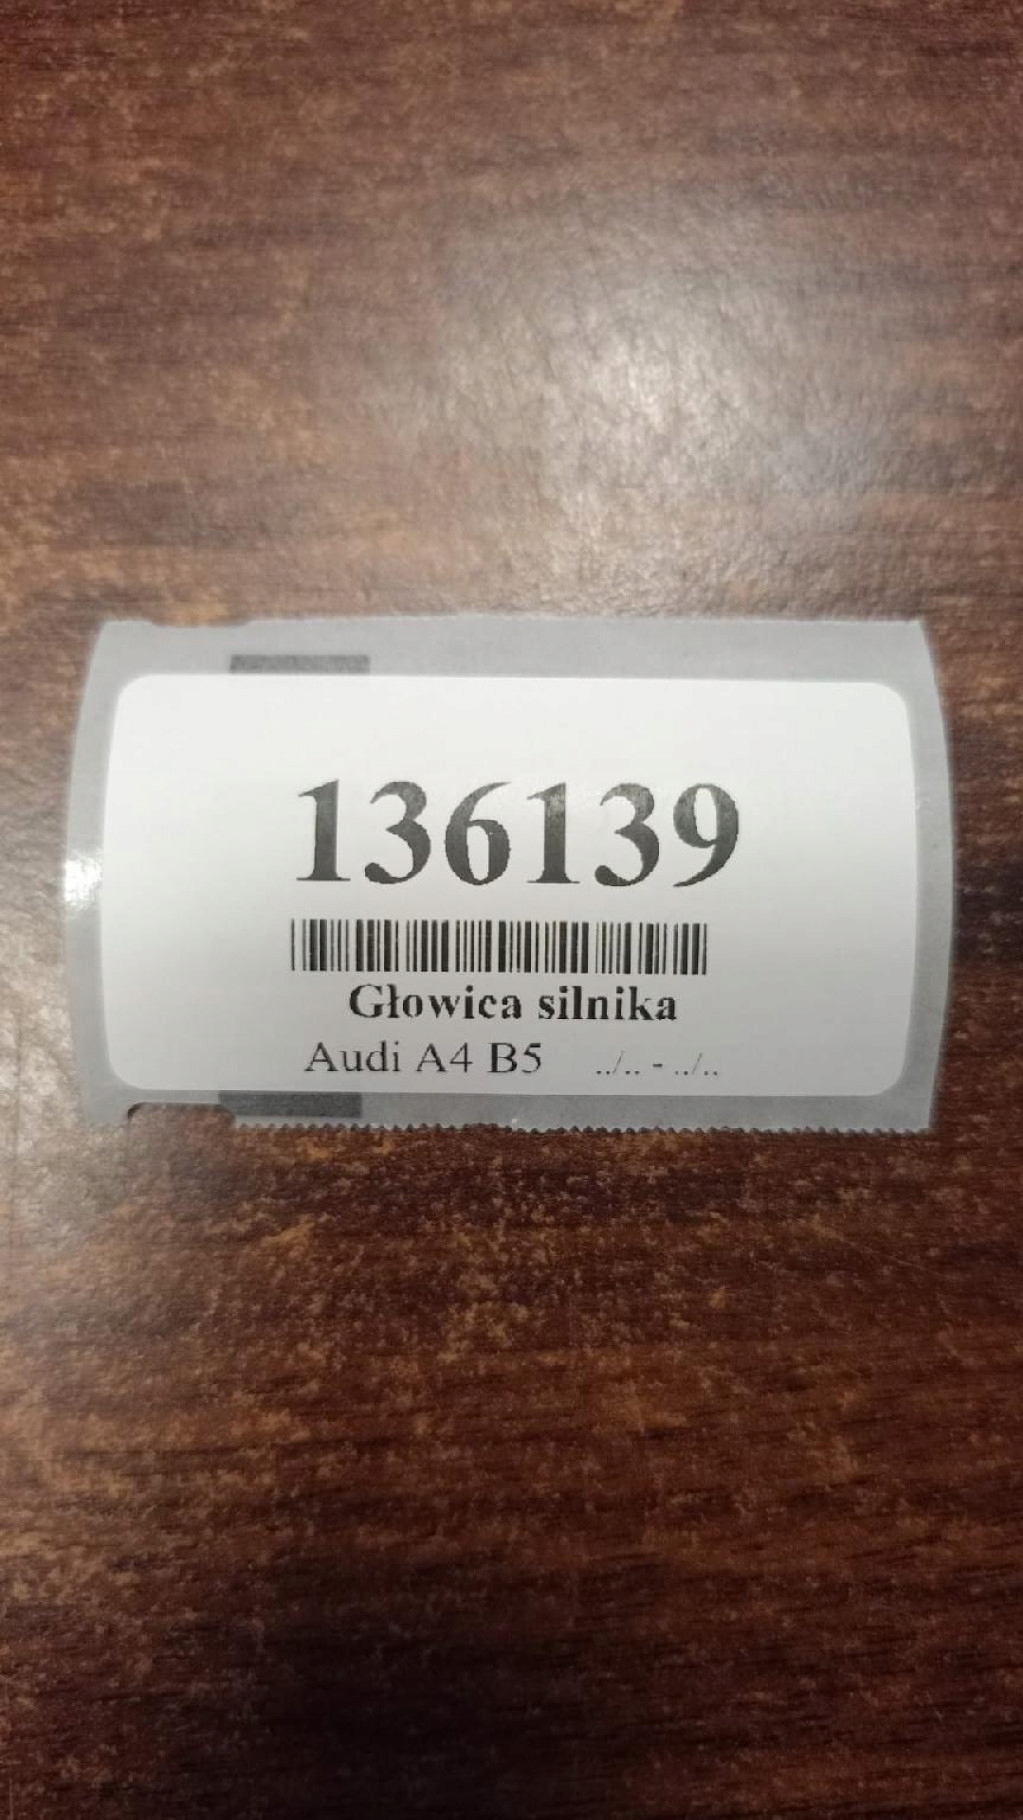 136139
Głowica silnika
Audi A4 B5 ../.. - ../..